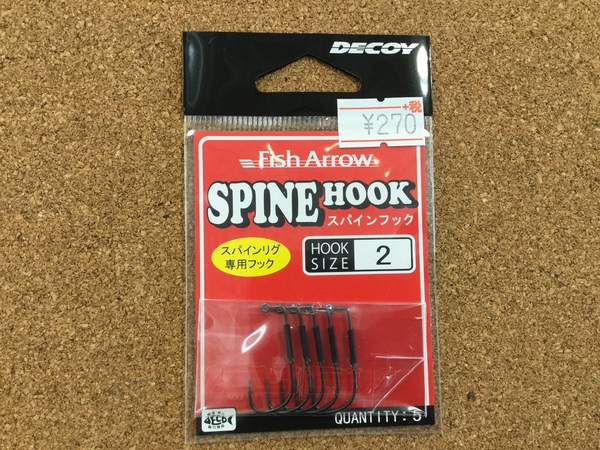 DECOY
+税
¥270
Fish Arrow
SPINE HOOK
スパインフック
スパインリグ
専用フック
HOOK
SIZE
2
QUANTITY:5